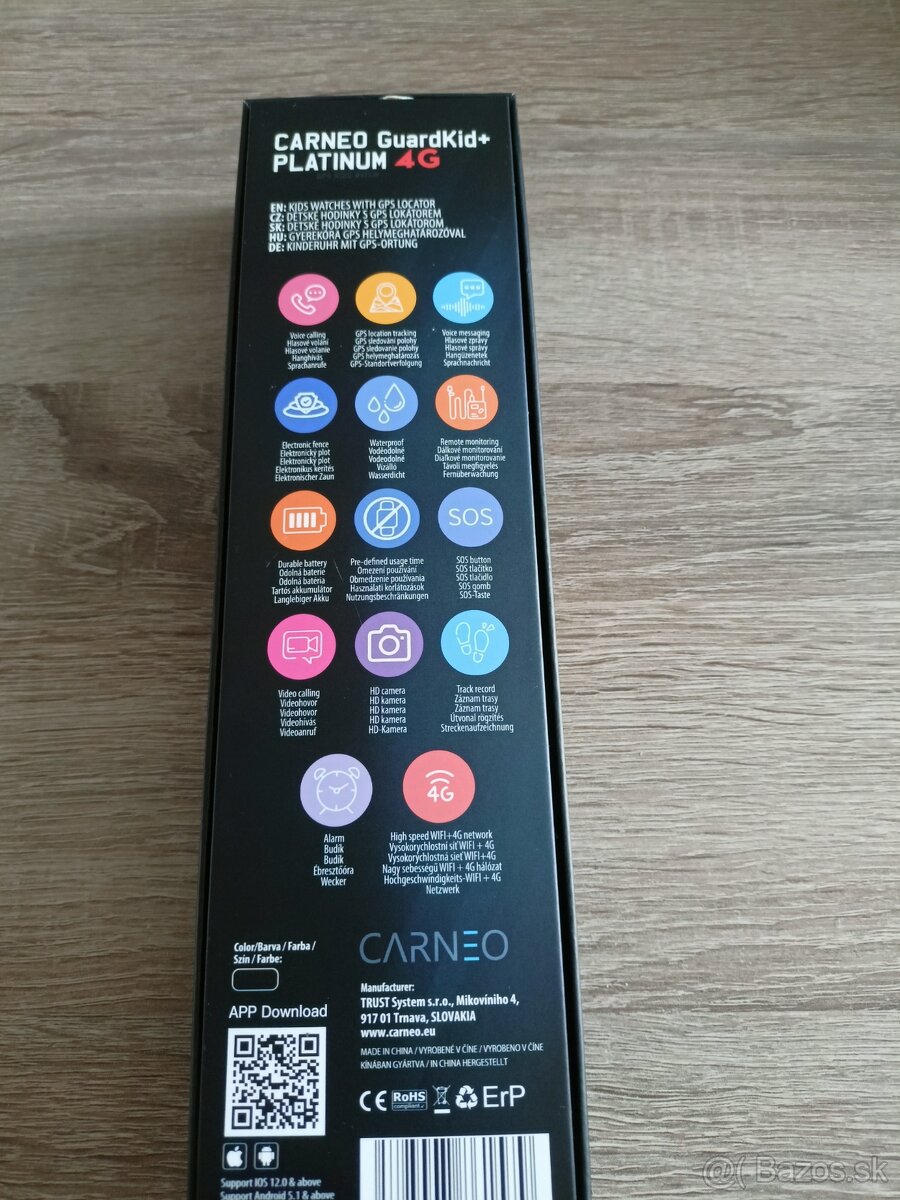 CARNEO GuardKid+
PLATINUM 4G
EN: KIDS WATCHES WITH GPS LOCATOR
CZ: DĚTSKÉ HODINKY S GPS LOKÁTOREM
SK: DETSKÉ HODINKY S GPS LOKÁTOROM
HU: GYEREKÓRA GPS HELYMEGHATÁROZÓVAL
DE: KINDERUHR MIT GPS-ORTUNG
Voice calling
Hlasové volání
Hlasové volanie
Hanghívás
Sprachanrufe
GPS location tracking
GPS sledování polohy
GPS sledovanie polohy
GPS helymeghatározás
GPS-Standortverfolgung
Voice messaging
Hlasové zprávy
Hlasové správy
Hangüzenetek
Sprachnachricht
Electronic fence
Elektronický plot
Elektronický plot
Elektronikus kerítés
Elektronischer Zaun
Waterproof
Voděodolné
Vodeodolné
Vízálló
Wasserdicht
Remote monitoring
Dálkové monitorování
Diaľkové monitorovanie
Távoli megfigyelés
Fernüberwachung
SOS
Durable battery
Odolná baterie
Odolná batéria
Tartós akkumulátor
Langlebiger Akku
Pre-defined usage time
Omezení používání
Obmedzenie používania
Használati korlátozások
Nutzungsbeschränkungen
SOS button
SOS tlačítko
SOS tlačidlo
SOS gomb
SOS-Taste
Video calling
Videohovor
Videohovor
Videohívás
Videoanruf
HD camera
HD kamera
HD kamera
HD kamera
HD-Kamera
Track record
Záznam trasy
Záznam trasy
Útvonal rögzítés
Streckenaufzeichnung
4G
Alarm
Budík
Budík
Ébresztőóra
Wecker
High speed WIFI+4G network
Vysokorychlostní síť WIFI + 4G
Vysokorýchlostná sieť WIFI+4G
Nagy sebességű WIFI + 4G hálózat
Hochgeschwindigkeits-WIFI + 4G
Netzwerk
Color/Barva / Farba /
Szín / Farbe:
APP Download
CARNEO
Manufacturer:
TRUST System s.r.o., Mikovíniho 4,
917 01 Trnava, SLOVAKIA
www.carneo.eu
MADE IN CHINA / VYROBENÉ V ČÍNE / VYROBENO V ČÍNE
KÍNÁBAN GYÁRTVA / IN CHINA HERGESTELLT
CE RoHS compliant ErP
Support IOS 12.0 & above
Support Android 5.1 & above
@( Bazos.sk